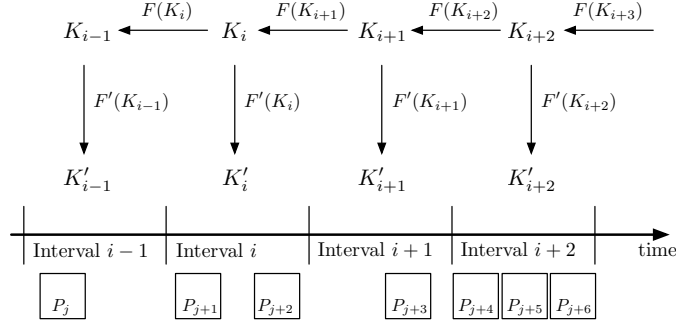 F(K_i) F(K_{i+1}) F(K_{i+2}) F(K_{i+3})
K_{i−1} K_i K_{i+1} K_{i+2}
F′(K_{i−1}) F′(K_i) F′(K_{i+1}) F′(K_{i+2})
K′_{i−1} K′_i K′_{i+1} K′_{i+2}
Interval i − 1 Interval i Interval i + 1 Interval i + 2 time
P_j P_{j+1} P_{j+2} P_{j+3} P_{j+4} P_{j+5} P_{j+6}